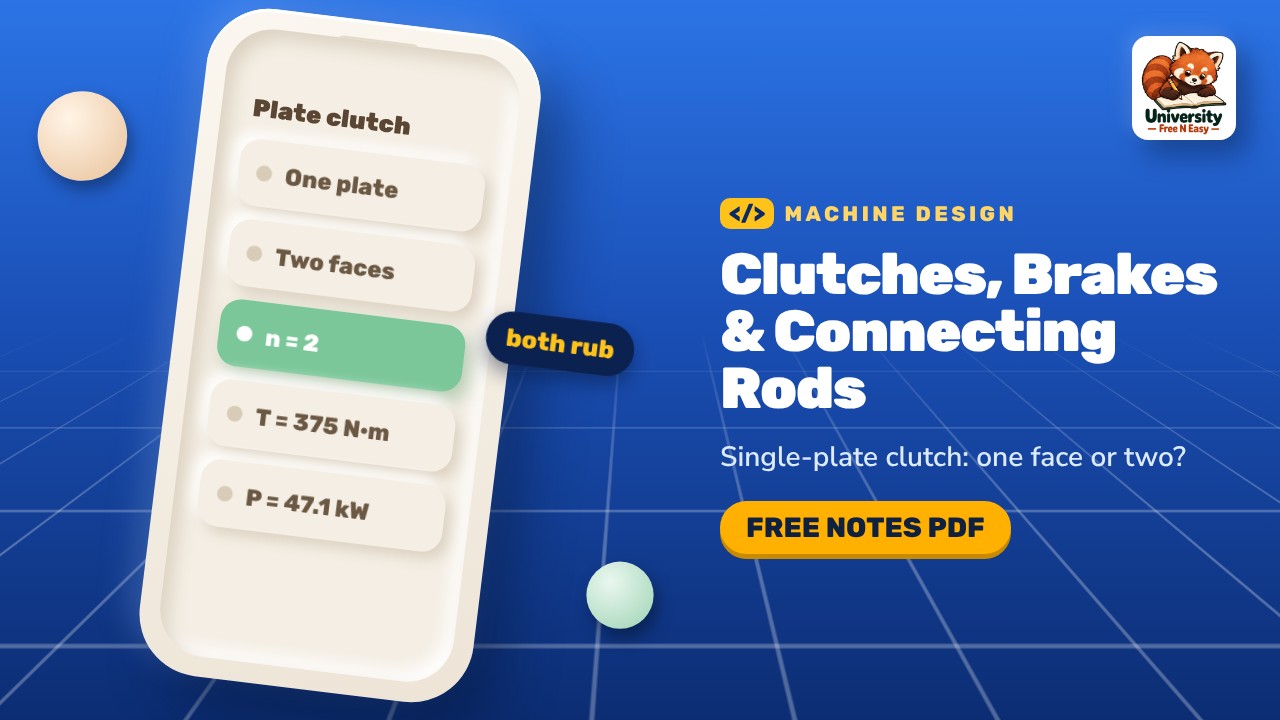 Plate clutch
One plate
Two faces
n = 2
both rub
T = 375 N·m
P = 47.1 kW
University
Free N Easy
</> MACHINE DESIGN
Clutches, Brakes
& Connecting
Rods
Single-plate clutch: one face or two?
FREE NOTES PDF